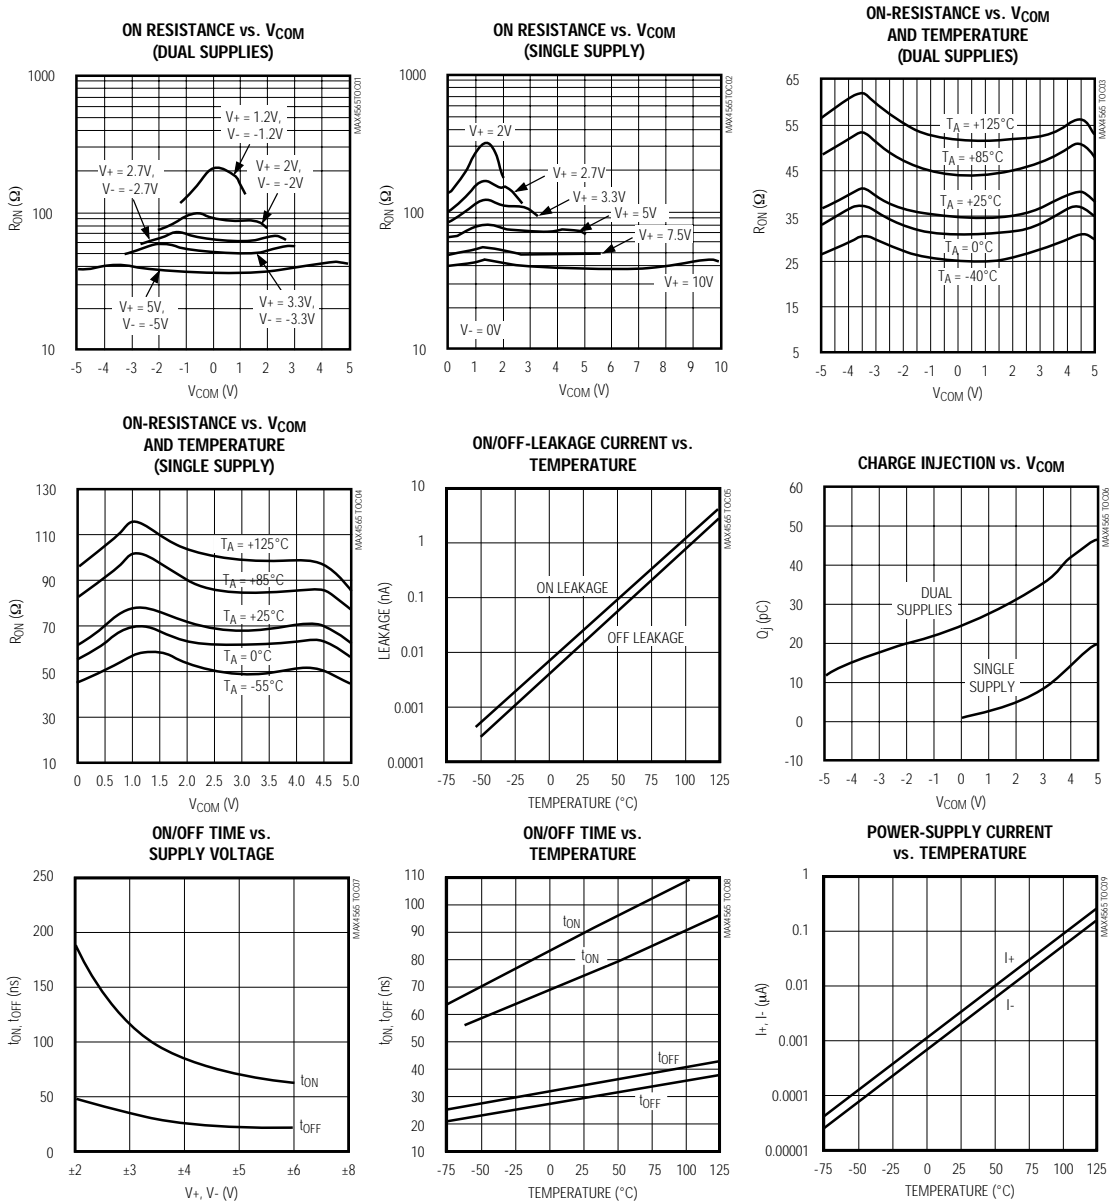 ON RESISTANCE vs. VCOM
(DUAL SUPPLIES)
RON (Ω)
1000
100
10
V+ = 1.2V,
V- = -1.2V
V+ = 2.7V,
V- = -2.7V
V+ = 2V,
V- = -2V
V+ = 5V,
V- = -5V
V+ = 3.3V,
V- = -3.3V
-5 -4 -3 -2 -1 0 1 2 3 4 5
VCOM (V)
MAX4565TOC01
ON RESISTANCE vs. VCOM
(SINGLE SUPPLY)
RON (Ω)
1000
100
10
V+ = 2V
V+ = 2.7V
V+ = 3.3V
V+ = 5V
V+ = 7.5V
V+ = 10V
V- = 0V
0 1 2 3 4 5 6 7 8 9 10
VCOM (V)
MAX4565TOC02
ON-RESISTANCE vs. VCOM
AND TEMPERATURE
(DUAL SUPPLIES)
RON (Ω)
65
55
45
35
25
15
5
TA = +125°C
TA = +85°C
TA = +25°C
TA = 0°C
TA = -40°C
-5 -4 -3 -2 -1 0 1 2 3 4 5
VCOM (V)
MAX4565 TOC03
ON-RESISTANCE vs. VCOM
AND TEMPERATURE
(SINGLE SUPPLY)
RON (Ω)
130
110
90
70
50
30
10
TA = +125°C
TA = +85°C
TA = +25°C
TA = 0°C
TA = -55°C
0 0.5 1.0 1.5 2.0 2.5 3.0 3.5 4.0 4.5 5.0
VCOM (V)
MAX4565 TOC04
ON/OFF-LEAKAGE CURRENT vs.
TEMPERATURE
LEAKAGE (nA)
10
1
0.1
0.01
0.001
0.0001
ON LEAKAGE
OFF LEAKAGE
-75 -50 -25 0 25 50 75 100 125
TEMPERATURE (°C)
MAX4565 TOC05
CHARGE INJECTION vs. VCOM
Qj (pC)
60
50
40
30
20
10
0
-10
DUAL
SUPPLIES
SINGLE
SUPPLY
-5 -4 -3 -2 -1 0 1 2 3 4 5
VCOM (V)
MAX4565 TOC06
ON/OFF TIME vs.
SUPPLY VOLTAGE
tON, tOFF (ns)
250
200
150
100
50
0
tON
tOFF
±2 ±3 ±4 ±5 ±6 ±8
V+, V- (V)
MAX4565 TOC07
ON/OFF TIME vs.
TEMPERATURE
tON, tOFF (ns)
110
100
90
80
70
60
50
40
30
20
10
tON
tON
tOFF
tOFF
-75 -50 -25 0 25 50 75 100 125
TEMPERATURE (°C)
MAX4565 TOC08
POWER-SUPPLY CURRENT
vs. TEMPERATURE
I+, I- (µA)
1
0.1
0.01
0.001
0.0001
0.00001
I+
I-
-75 -50 -25 0 25 50 75 100 125
TEMPERATURE (°C)
MAX4565 TOC09